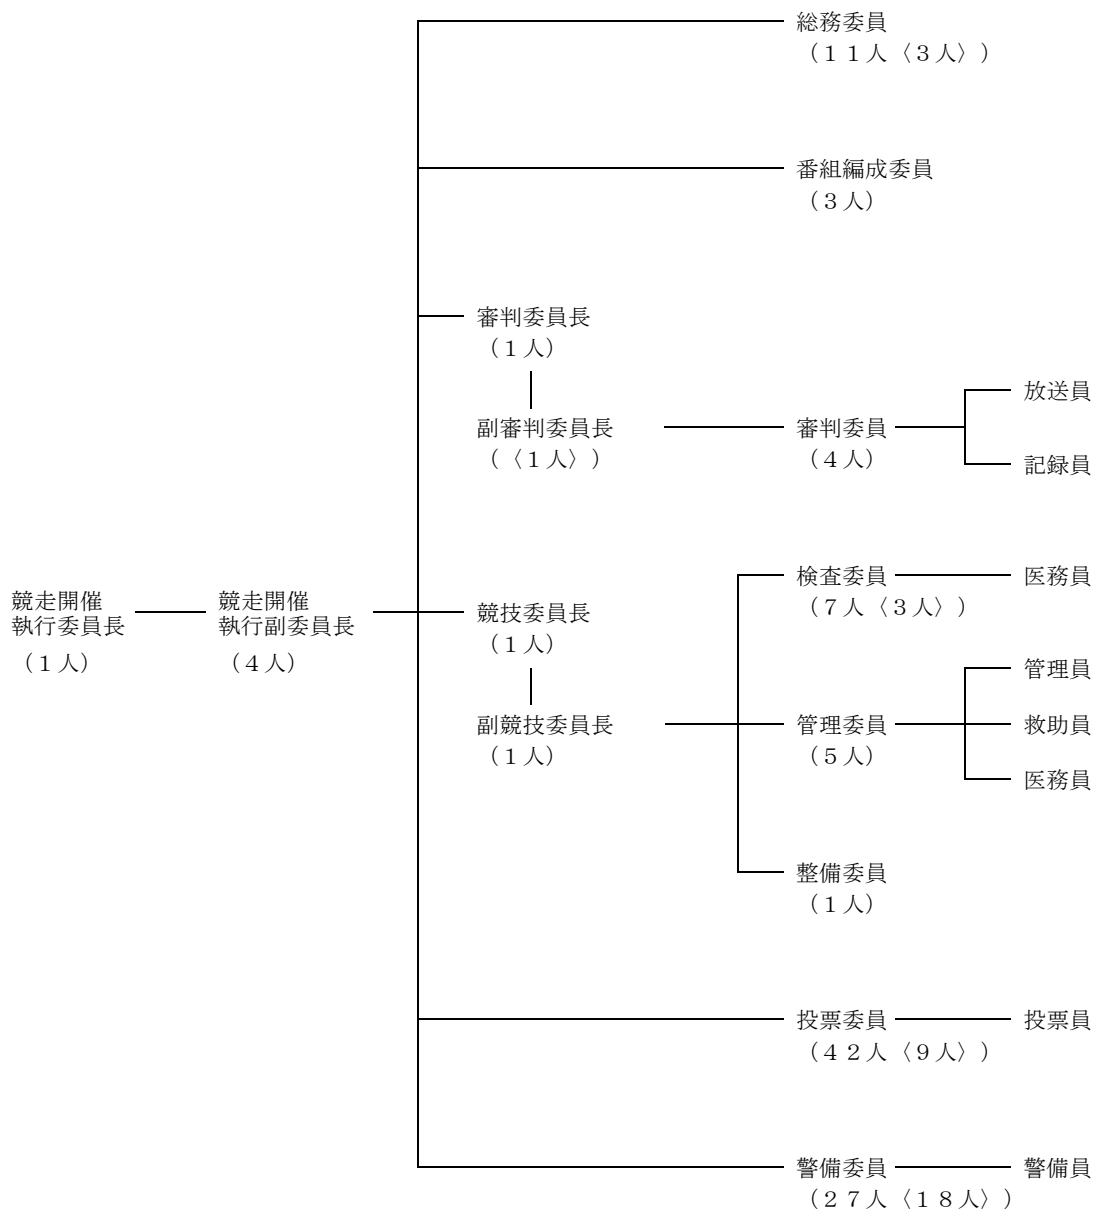 総務委員
（１１人〈３人〉）
番組編成委員
（３人）
審判委員長
（１人）
副審判委員長
（〈１人〉）
審判委員
（４人）
放送員
記録員
競走開催
執行委員長
（１人）
競走開催
執行副委員長
（４人）
競技委員長
（１人）
副競技委員長
（１人）
検査委員
（７人〈３人〉）
医務員
管理委員
（５人）
管理員
救助員
医務員
整備委員
（１人）
投票委員
（４２人〈９人〉）
投票員
警備委員
（２７人〈１８人〉）
警備員